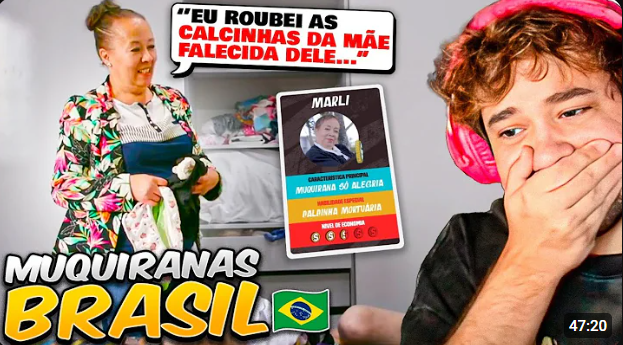 "EU ROUBEI AS
CALCINHAS DA MÃE
FALECIDA DELE..."
MARLI
CARACTERÍSTICA PRINCIPAL
MUQUIRANA SÓ ALEGRIA
HABILIDADE ESPECIAL
DALDINHA MORTUÁRIA
NÍVEL DE ECONOMIA
MUQUIRANAS
BRASIL
47:20